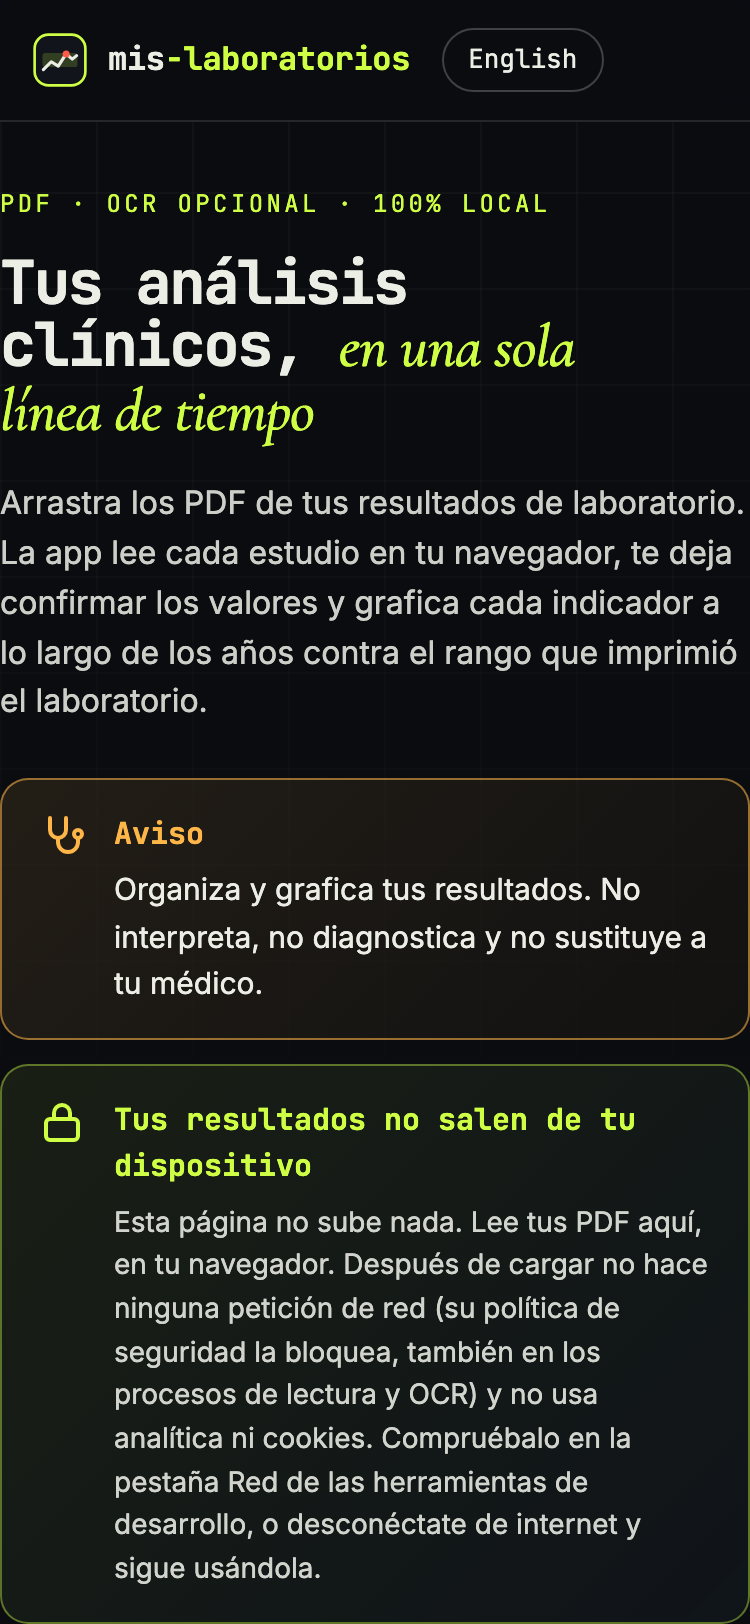 mis-laboratorios
English
PDF · OCR OPCIONAL · 100% LOCAL
Tus análisis
clínicos, en una sola
línea de tiempo
Arrastra los PDF de tus resultados de laboratorio.
La app lee cada estudio en tu navegador, te deja
confirmar los valores y grafica cada indicador a
lo largo de los años contra el rango que imprimió
el laboratorio.
Aviso
Organiza y grafica tus resultados. No
interpreta, no diagnostica y no sustituye a
tu médico.
Tus resultados no salen de tu
dispositivo
Esta página no sube nada. Lee tus PDF aquí,
en tu navegador. Después de cargar no hace
ninguna petición de red (su política de
seguridad la bloquea, también en los
procesos de lectura y OCR) y no usa
analítica ni cookies. Compruébalo en la
pestaña Red de las herramientas de
desarrollo, o desconéctate de internet y
sigue usándola.